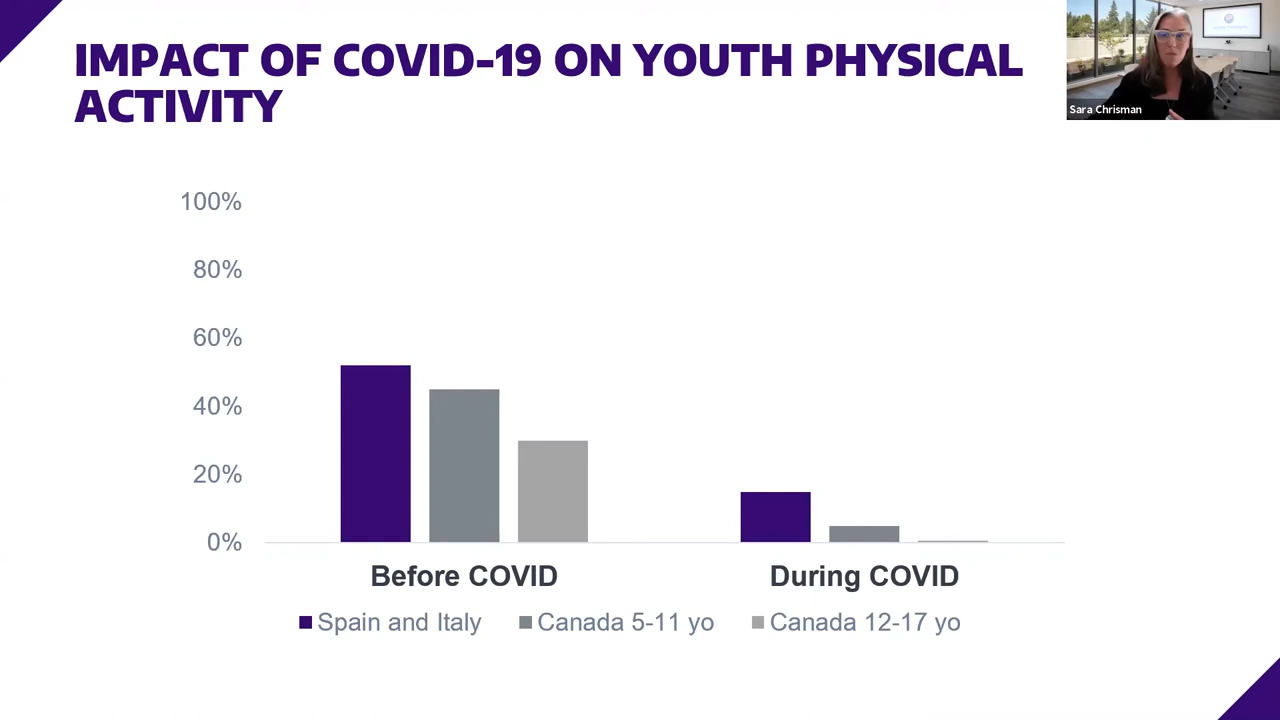 IMPACT OF COVID-19 ON YOUTH PHYSICAL
ACTIVITY
Sara Chrisman
100%
80%
60%
40%
20%
0%
Before COVID
During COVID
Spain and Italy
Canada 5-11 yo
Canada 12-17 yo